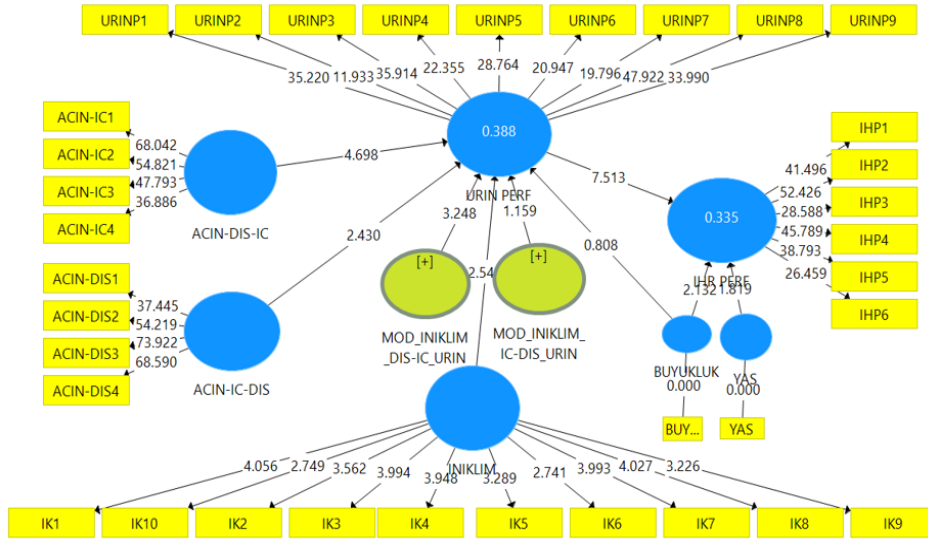 URINP1 URINP2 URINP3 URINP4 URINP5 URINP6 URINP7 URINP8 URINP9
35.220 11.933 35.914 22.355 28.764 20.947 19.796 47.922 33.990
ACIN-IC1
ACIN-IC2
ACIN-IC3
ACIN-IC4
68.042
54.821
47.793
36.886
ACIN-DIS-IC
4.698
0.388
URIN PERF
7.513
IHP1
IHP2
IHP3
IHP4
IHP5
IHP6
41.496
52.426
28.588
45.789
38.793
26.459
0.335
IHR PERF
2.430
3.248
2.54
1.159
0.808
2.132
1.819
ACIN-DIS1
ACIN-DIS2
ACIN-DIS3
ACIN-DIS4
37.445
54.219
73.922
68.590
ACIN-IC-DIS
[+]
MOD_INIKLIM
_DIS-IC_URIN
[+]
MOD_INIKLIM_
IC-DIS_URIN
BUYUKLUK
0.000
BUY...
YAS
0.000
YAS
INIKLIM
4.056 2.749 3.562 3.994 3.948 3.289 2.741 3.993 4.027 3.226
IK1 IK10 IK2 IK3 IK4 IK5 IK6 IK7 IK8 IK9